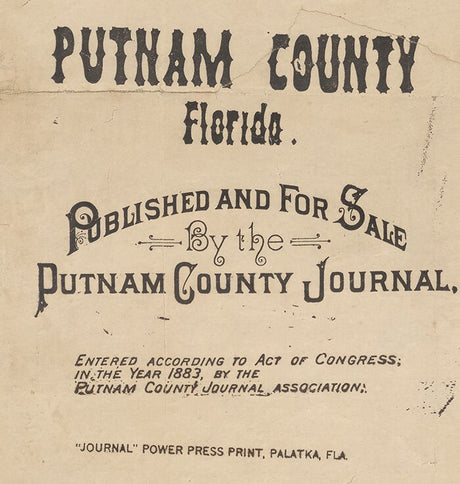 PUTNAM COUNTY
Florida.
PUBLISHED AND FOR SALE
By the
PUTNAM COUNTY JOURNAL.
ENTERED ACCORDING TO ACT OF CONGRESS;
IN THE YEAR 1883, BY THE
PUTNAM COUNTY JOURNAL ASSOCIATION;
"JOURNAL" POWER PRESS PRINT, PALATKA, FLA.